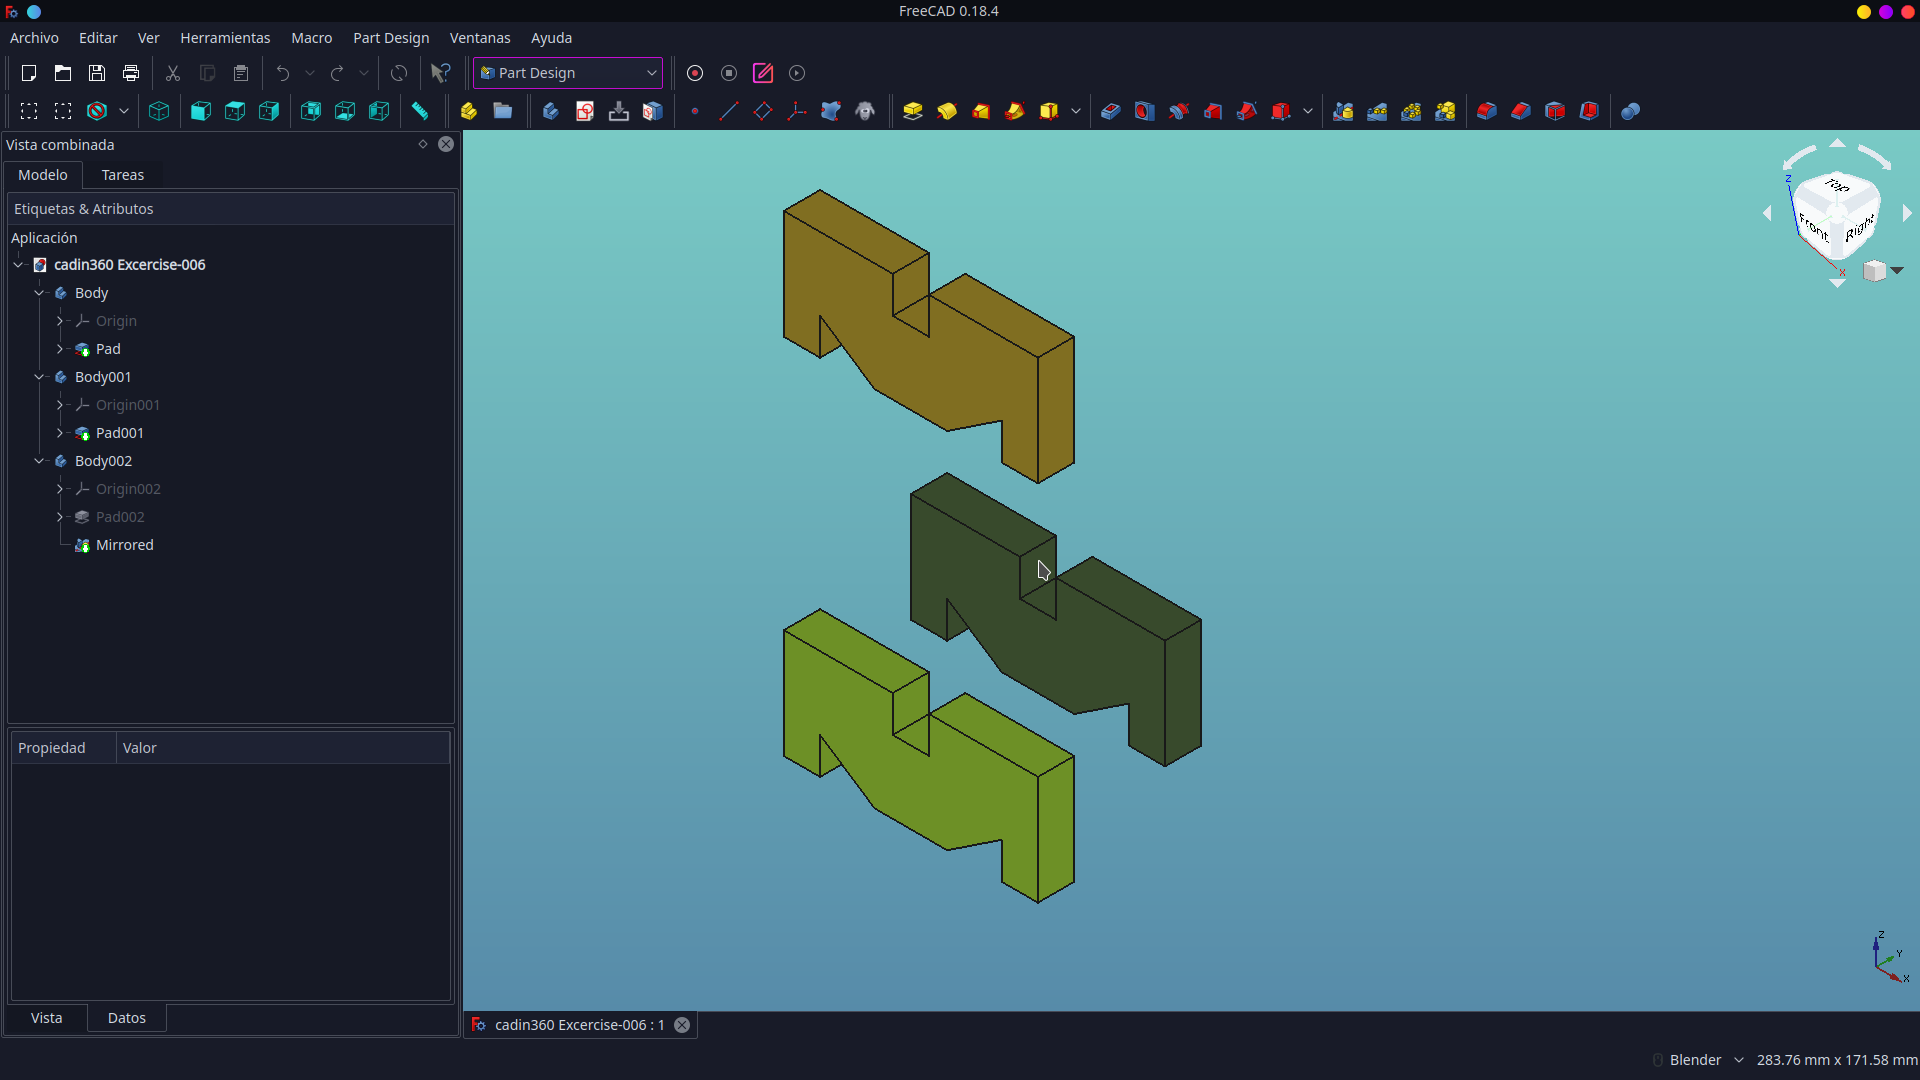 FreeCAD 0.18.4
Archivo Editar Ver Herramientas Macro Part Design Ventanas Ayuda
Part Design
Vista combinada
Modelo Tareas
Etiquetas & Atributos
Aplicación
cadin360 Excercise-006
Body
Origin
Pad
Body001
Origin001
Pad001
Body002
Origin002
Pad002
Mirrored
Propiedad Valor
Vista Datos
Top
Front
Right
Z
X
Z
Y
X
cadin360 Excercise-006 : 1
Blender 283.76 mm x 171.58 mm